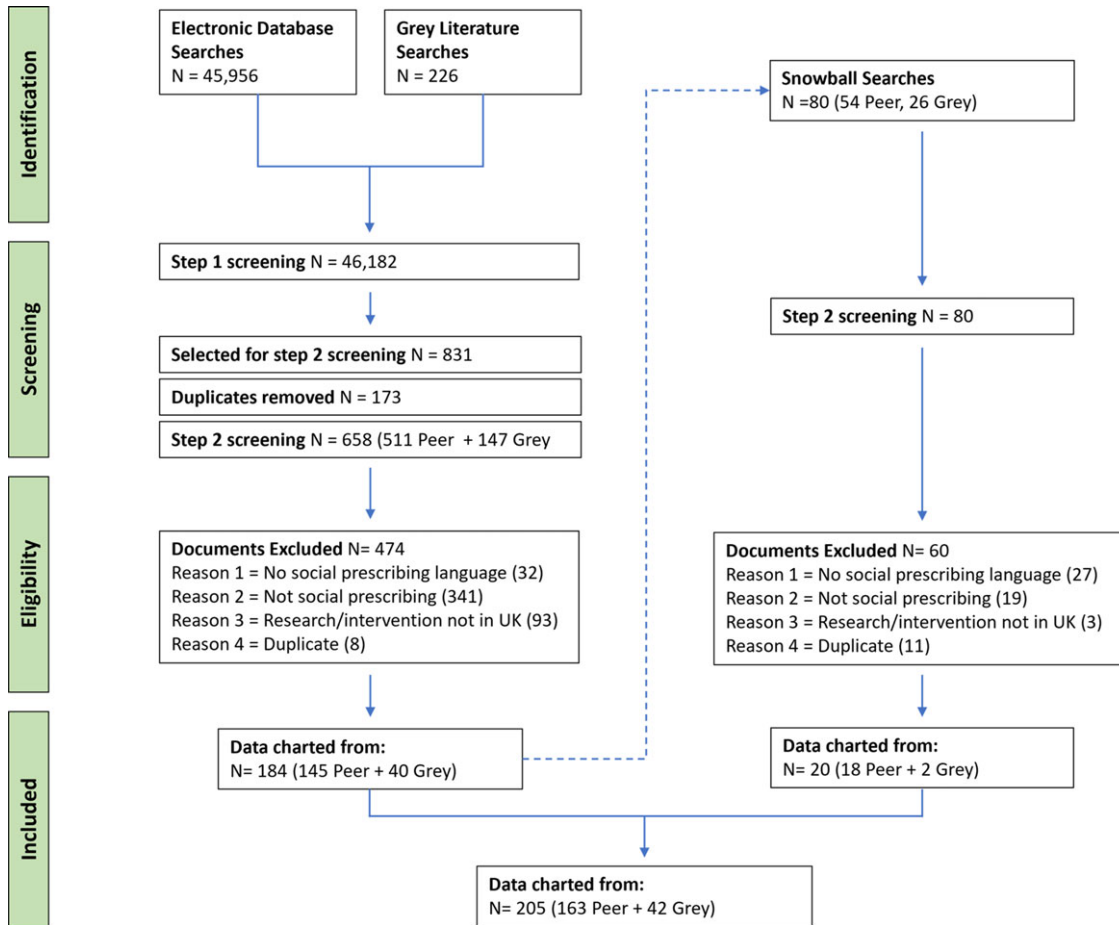 Identification
Electronic Database
Searches
N = 45,956
Grey Literature
Searches
N = 226
Snowball Searches
N =80 (54 Peer, 26 Grey)
Screening
Step 1 screening N = 46,182
Selected for step 2 screening N = 831
Duplicates removed N = 173
Step 2 screening N = 658 (511 Peer + 147 Grey
Step 2 screening N = 80
Eligibility
Documents Excluded N= 474
Reason 1 = No social prescribing language (32)
Reason 2 = Not social prescribing (341)
Reason 3 = Research/intervention not in UK (93)
Reason 4 = Duplicate (8)
Documents Excluded N= 60
Reason 1 = No social prescribing language (27)
Reason 2 = Not social prescribing (19)
Reason 3 = Research/intervention not in UK (3)
Reason 4 = Duplicate (11)
Included
Data charted from:
N= 184 (145 Peer + 40 Grey)
Data charted from:
N= 20 (18 Peer + 2 Grey)
Data charted from:
N= 205 (163 Peer + 42 Grey)